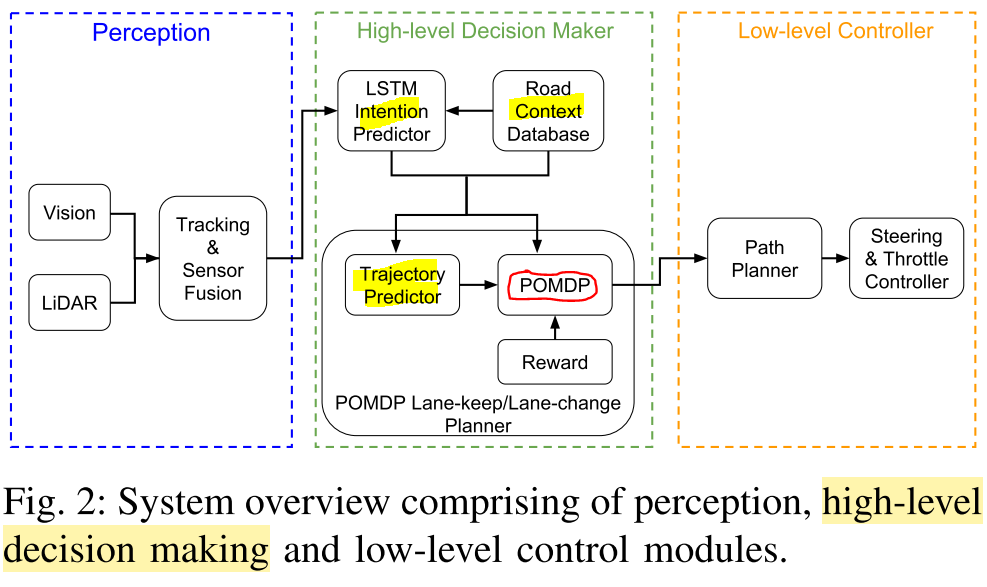 Perception
High-level Decision Maker
Low-level Controller
LSTM
Intention
Predictor
Road
Context
Database
Vision
LiDAR
Tracking
&
Sensor
Fusion
Trajectory
Predictor
POMDP
Reward
POMDP Lane-keep/Lane-change
Planner
Path
Planner
Steering
& Throttle
Controller
Fig. 2: System overview comprising of perception, high-level
decision making and low-level control modules.